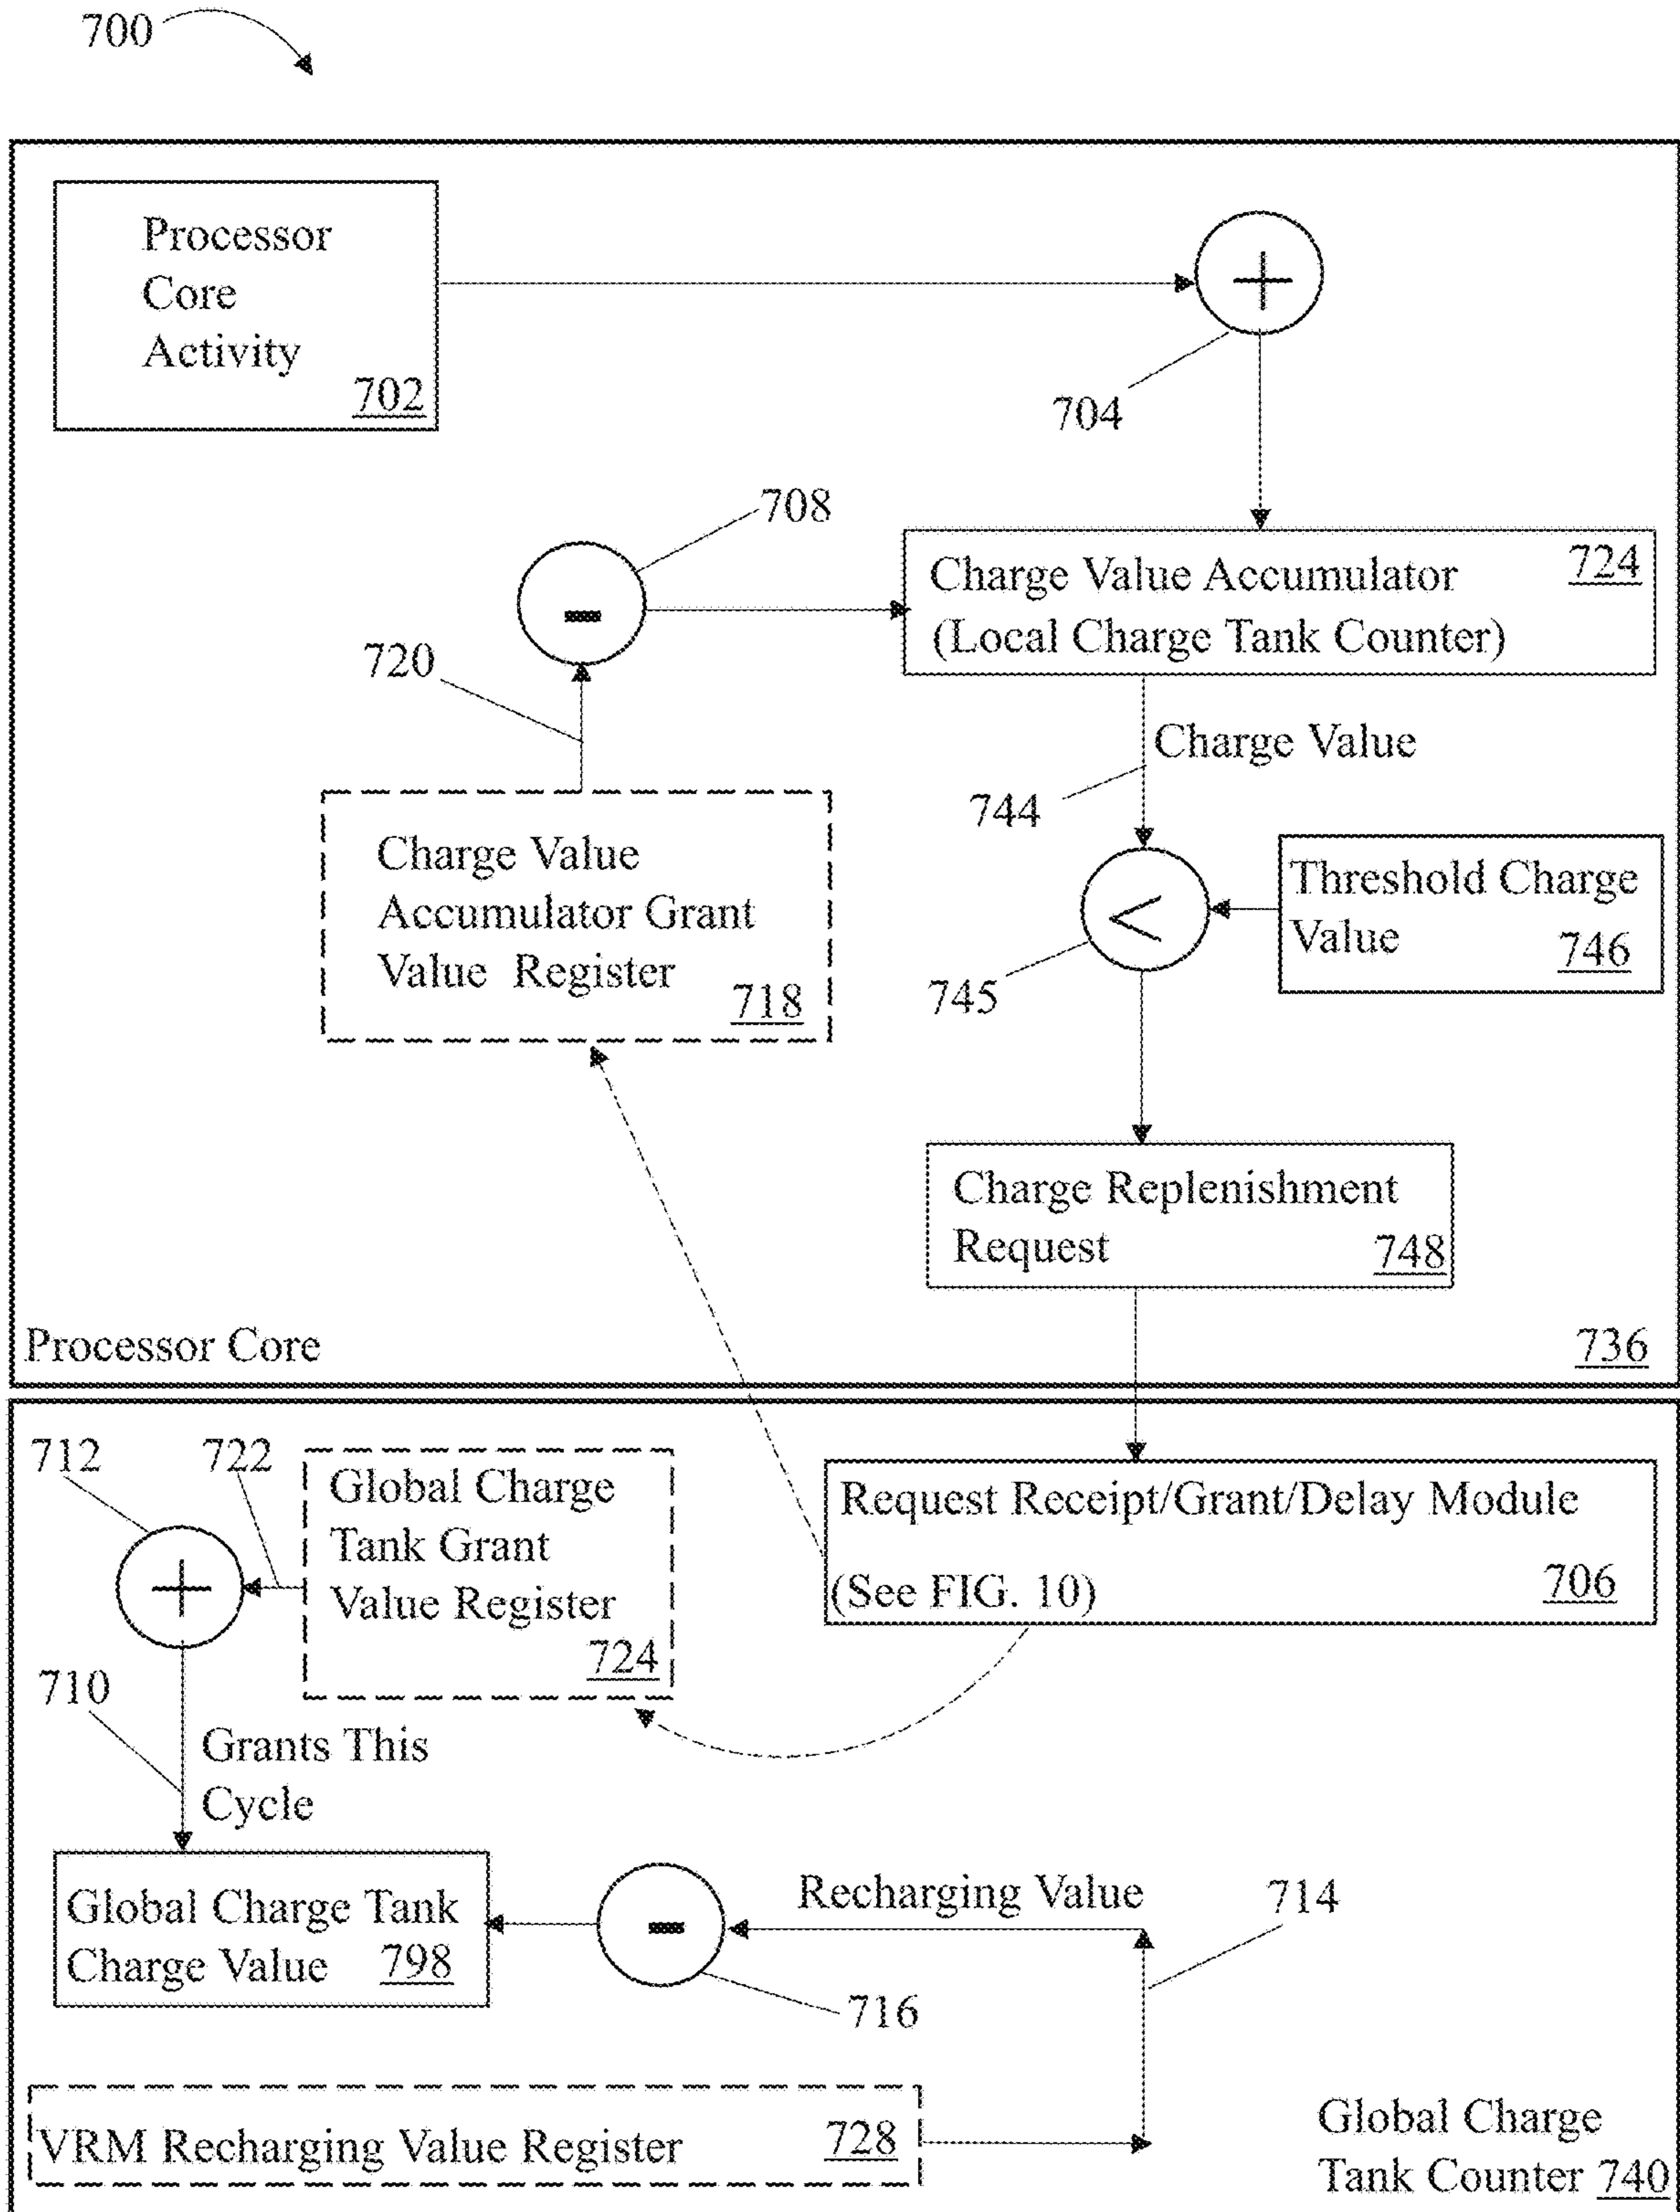 700
Processor
Core
Activity
702
+
704
708
-
720
Charge Value Accumulator 724
(Local Charge Tank Counter)
Charge Value
744
Charge Value
Accumulator Grant
Value Register
718
<
745
Threshold Charge
Value 746
Charge Replenishment
Request 748
Processor Core 736
712
722
+
Global Charge
Tank Grant
Value Register
724
Request Receipt/Grant/Delay Module
(See FIG. 10) 706
710
Grants This
Cycle
Global Charge Tank
Charge Value 798
-
716
Recharging Value
714
VRM Recharging Value Register 728
Global Charge
Tank Counter 740